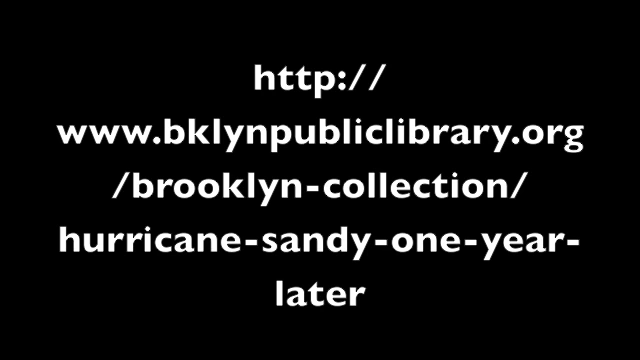 http://
www.bklynpubliclibrary.org
/brooklyn-collection/
hurricane-sandy-one-year-
later